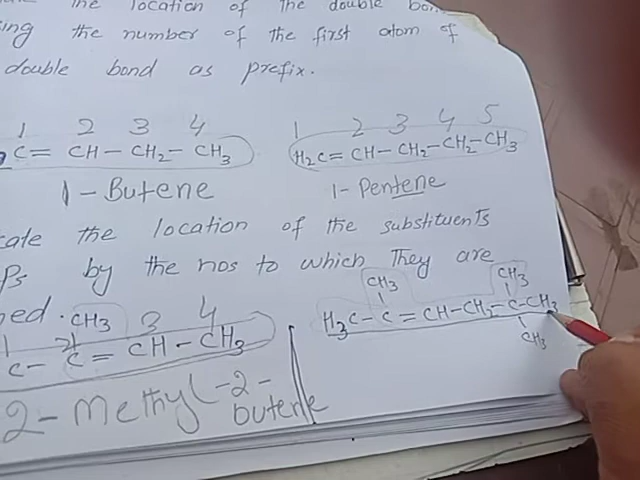 the location of the double bon
ing the number of the first atom of
double bond as prefix.
1 2 3 4
C = CH - CH2 - CH3
1 - Butene
1 2 3 4 5
H2C = CH - CH2 - CH2 - CH3
1 - Pentene
cate the location of the substituents
Ps by the nos to which They are
ed.
CH3
1 2 3 4
C - C = CH - CH3
2 - Methyl - 2 -
butene
CH3 CH3
H3C - C = CH - CH2 - C - CH3
CH3